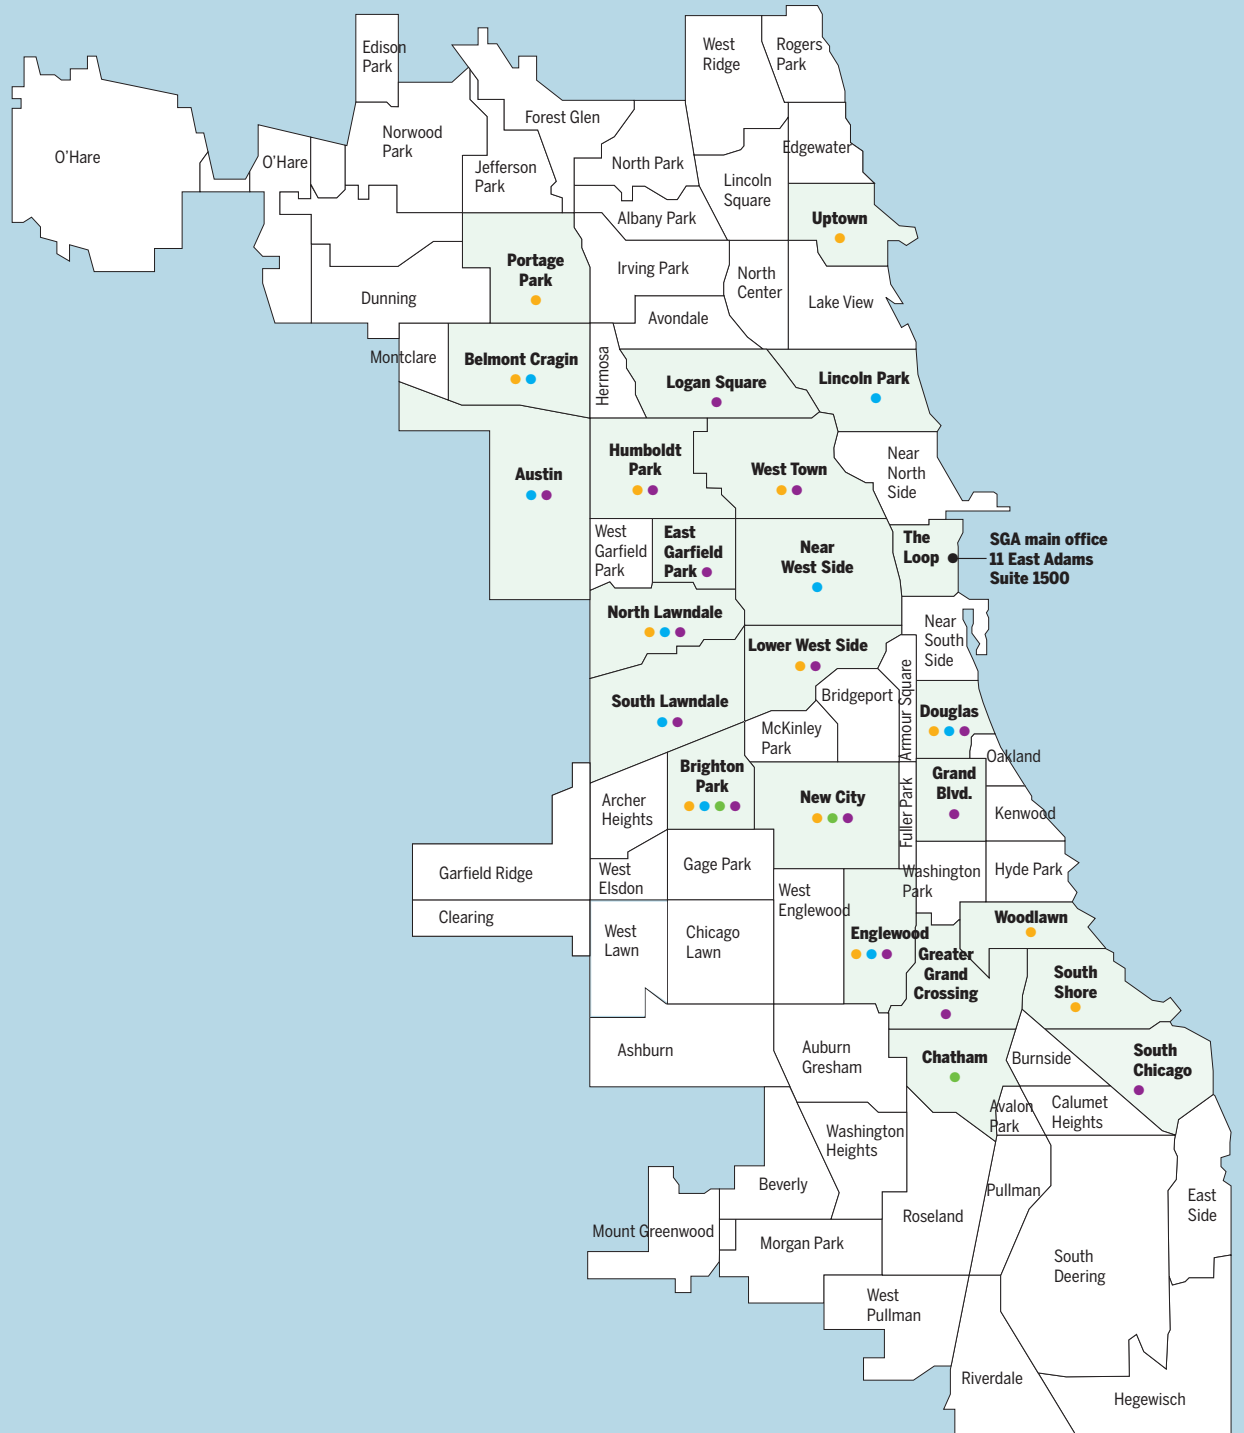 Edison
Park
West
Ridge
Rogers
Park
O'Hare
O'Hare
Norwood
Park
Forest Glen
Jefferson
Park
North Park
Lincoln
Square
Edgewater
Albany Park
Uptown
Portage
Park
Irving Park
North
Center
Dunning
Avondale
Lake View
Montclare
Belmont Cragin
Hermosa
Logan Square
Lincoln Park
Austin
Humboldt
Park
West Town
Near
North
Side
West
Garfield
Park
East
Garfield
Park
Near
West Side
The
Loop
SGA main office
11 East Adams
Suite 1500
North Lawndale
Lower West Side
Near
South
Side
South Lawndale
Bridgeport
Armour Square
McKinley
Park
Douglas
Oakland
Brighton
Park
New City
Fuller Park
Grand
Blvd.
Kenwood
Archer
Heights
Garfield Ridge
West
Elsdon
Gage Park
West
Englewood
Washington
Park
Hyde Park
Clearing
West
Lawn
Chicago
Lawn
Englewood
Woodlawn
Greater
Grand
Crossing
South
Shore
Ashburn
Auburn
Gresham
Chatham
Burnside
South
Chicago
Avalon
Park
Calumet
Heights
Washington
Heights
Beverly
Roseland
Pullman
East
Side
Mount Greenwood
Morgan Park
South
Deering
West
Pullman
Riverdale
Hegewisch